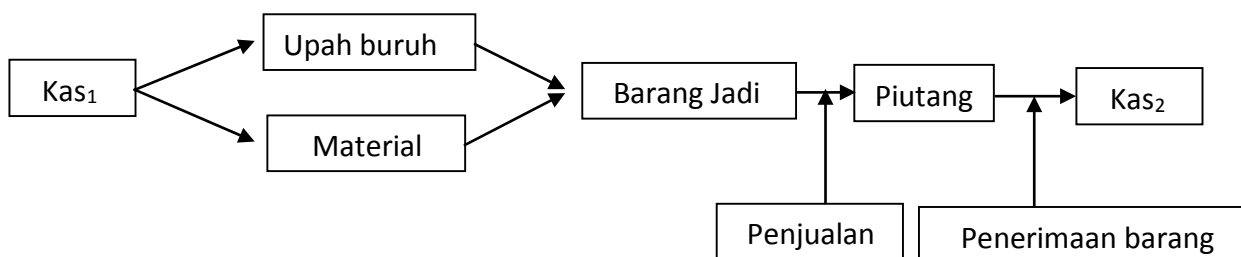 Upah buruh
Kas₁
Material
Barang Jadi
Piutang
Kas₂
Penjualan
Penerimaan barang